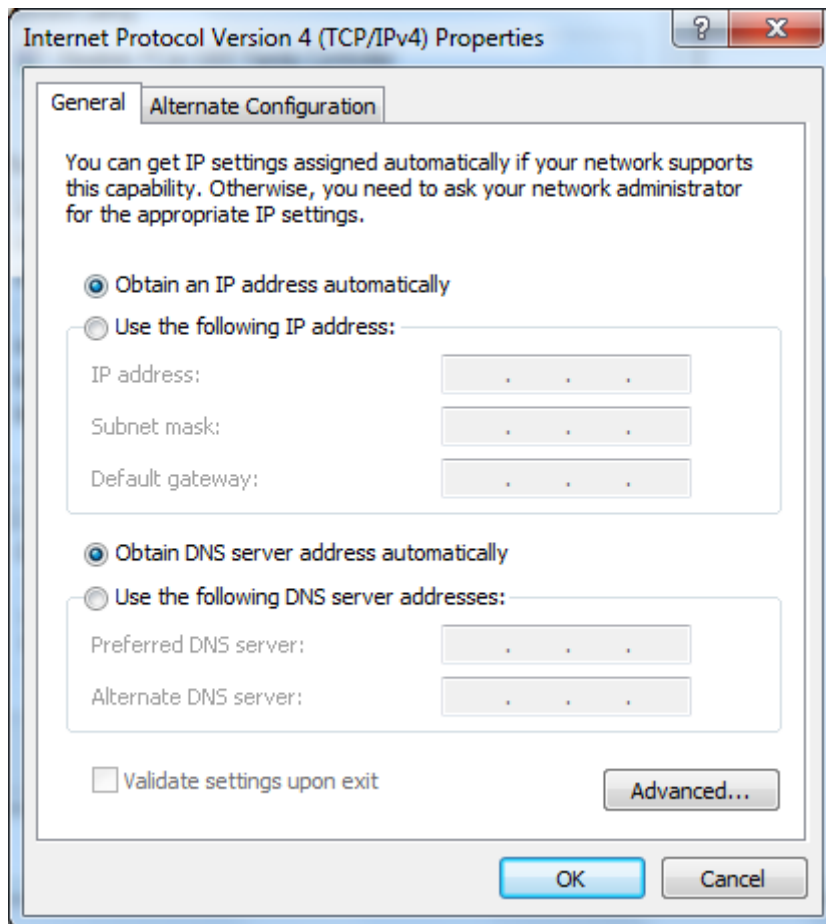 Internet Protocol Version 4 (TCP/IPv4) Properties
General
Alternate Configuration
You can get IP settings assigned automatically if your network supports
this capability. Otherwise, you need to ask your network administrator
for the appropriate IP settings.
Obtain an IP address automatically
Use the following IP address:
IP address:
Subnet mask:
Default gateway:
Obtain DNS server address automatically
Use the following DNS server addresses:
Preferred DNS server:
Alternate DNS server:
Validate settings upon exit
Advanced...
OK
Cancel